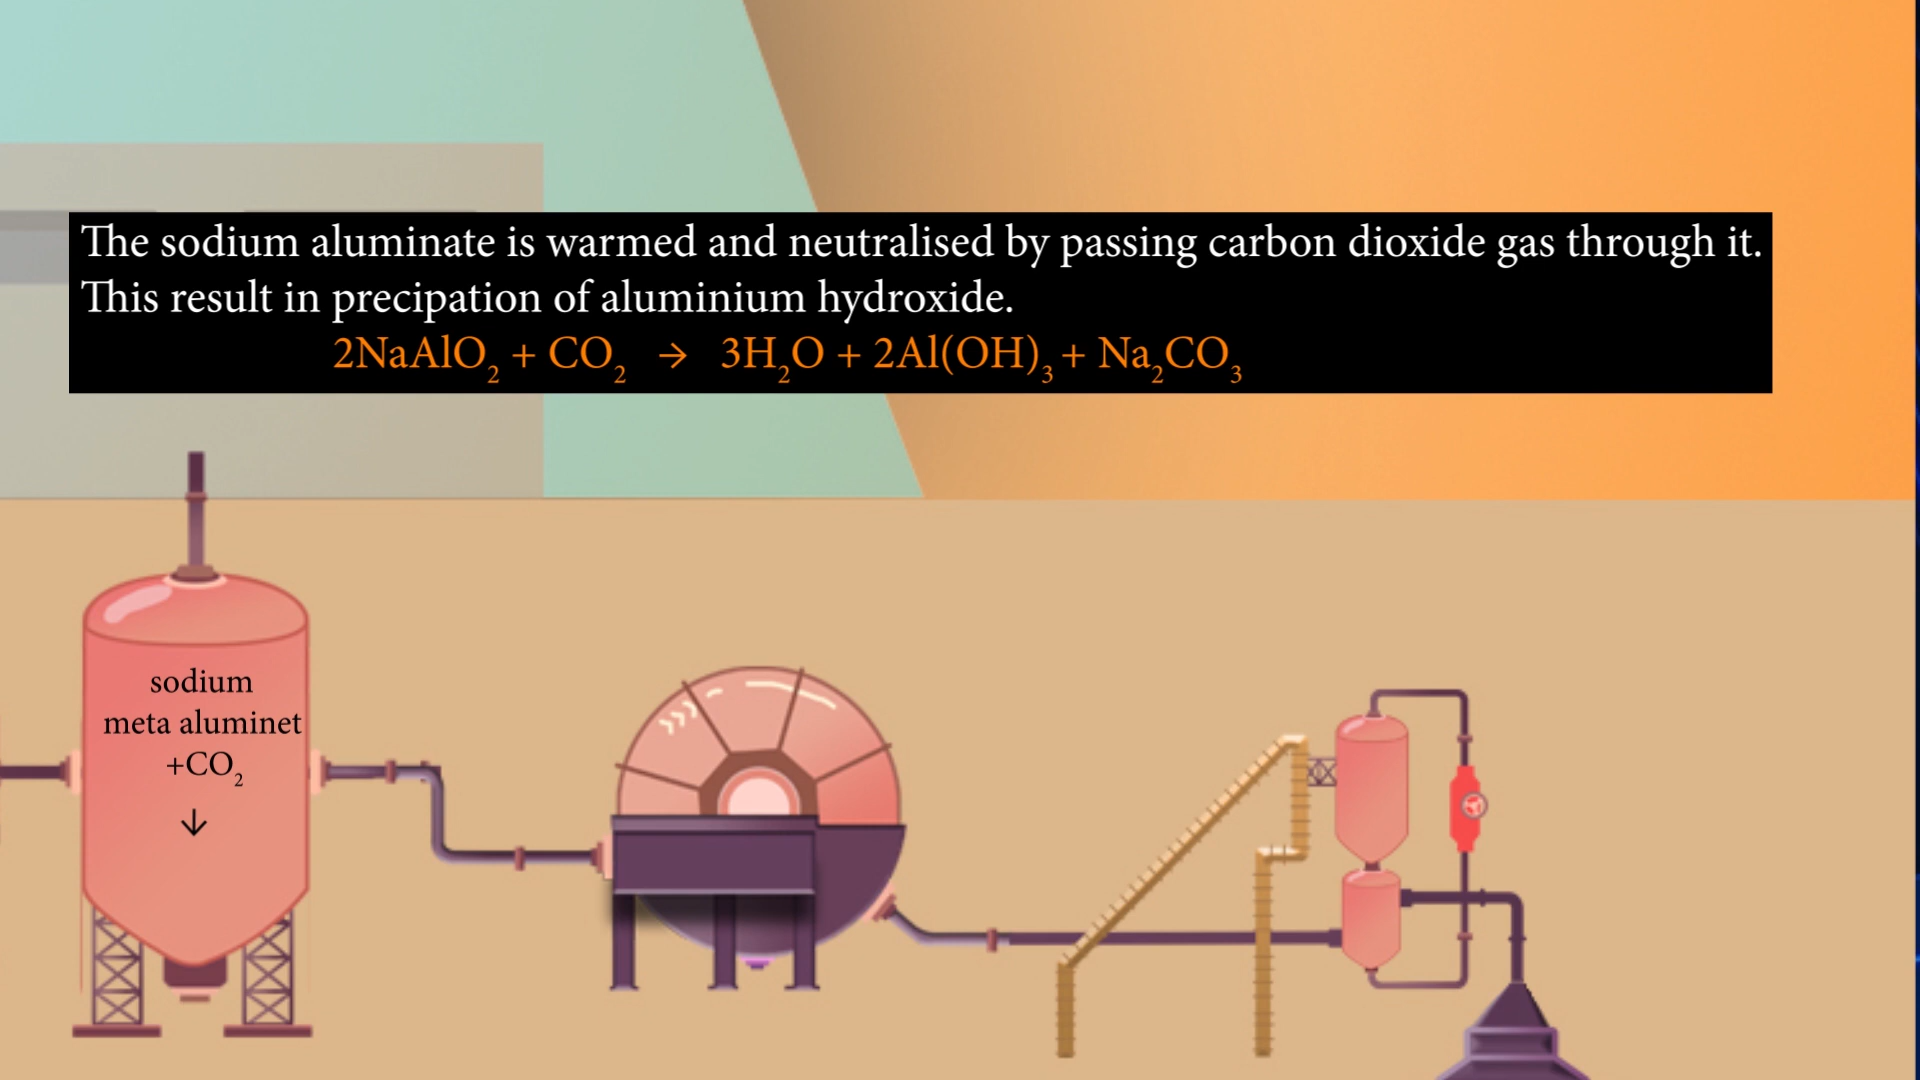 The sodium aluminate is warmed and neutralised by passing carbon dioxide gas through it.
This result in precipation of aluminium hydroxide.
2NaAlO₂ + CO₂ → 3H₂O + 2Al(OH)₃ + Na₂CO₃
sodium
meta aluminet
+CO₂
↓